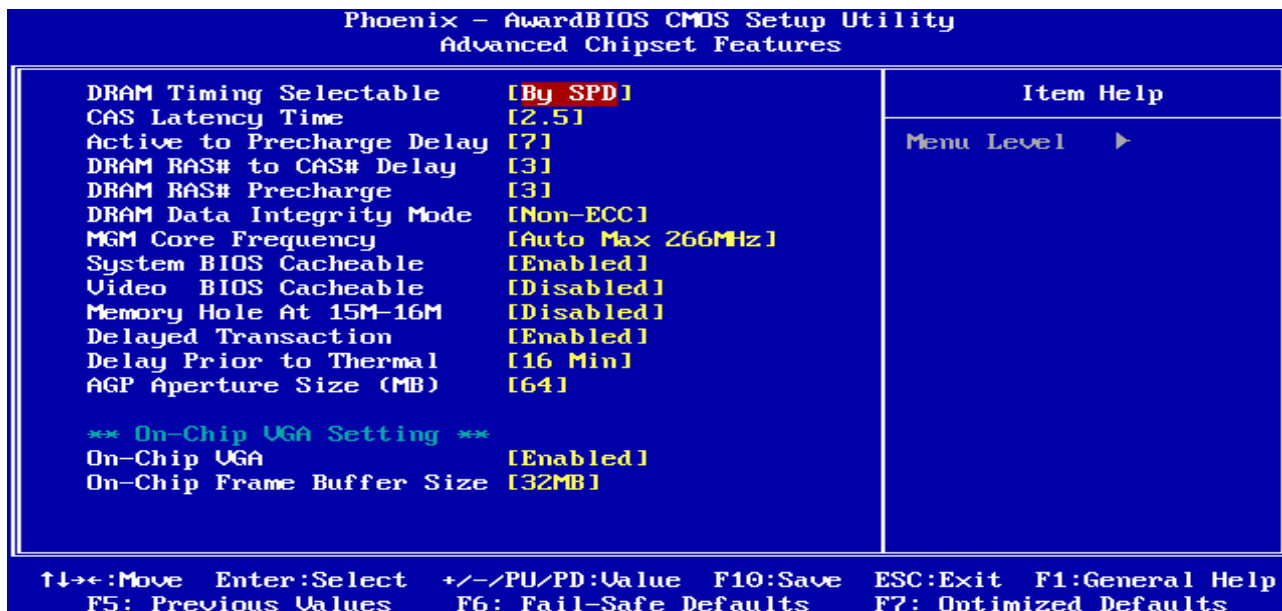 Phoenix - AwardBIOS CMOS Setup Utility
Advanced Chipset Features
DRAM Timing Selectable [By SPD]
CAS Latency Time [2.5]
Active to Precharge Delay [7]
DRAM RAS# to CAS# Delay [3]
DRAM RAS# Precharge [3]
DRAM Data Integrity Mode [Non-ECC]
MGM Core Frequency [Auto Max 266MHz]
System BIOS Cacheable [Enabled]
Video BIOS Cacheable [Disabled]
Memory Hole At 15M-16M [Disabled]
Delayed Transaction [Enabled]
Delay Prior to Thermal [16 Min]
AGP Aperture Size (MB) [64]
** On-Chip VGA Setting **
On-Chip VGA [Enabled]
On-Chip Frame Buffer Size [32MB]
Item Help
Menu Level ►
↑↓→←:Move Enter:Select +/-/PU/PD:Value F10:Save ESC:Exit F1:General Help
F5: Previous Values F6: Fail-Safe Defaults F7: Optimized Defaults